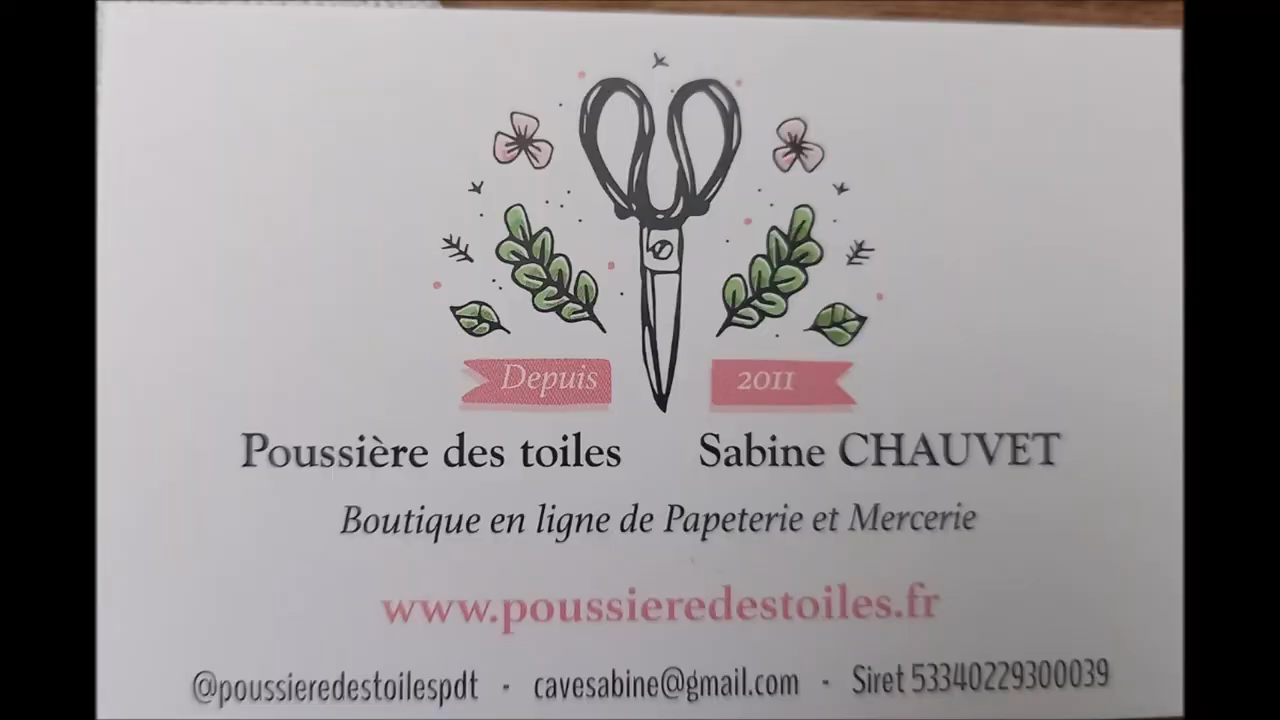 Depuis 2011
Poussière des toiles Sabine CHAUVET
Boutique en ligne de Papeterie et Mercerie
www.poussieredestoiles.fr
@poussieredestoilespdt - cavesabine@gmail.com - Siret 53340229300039